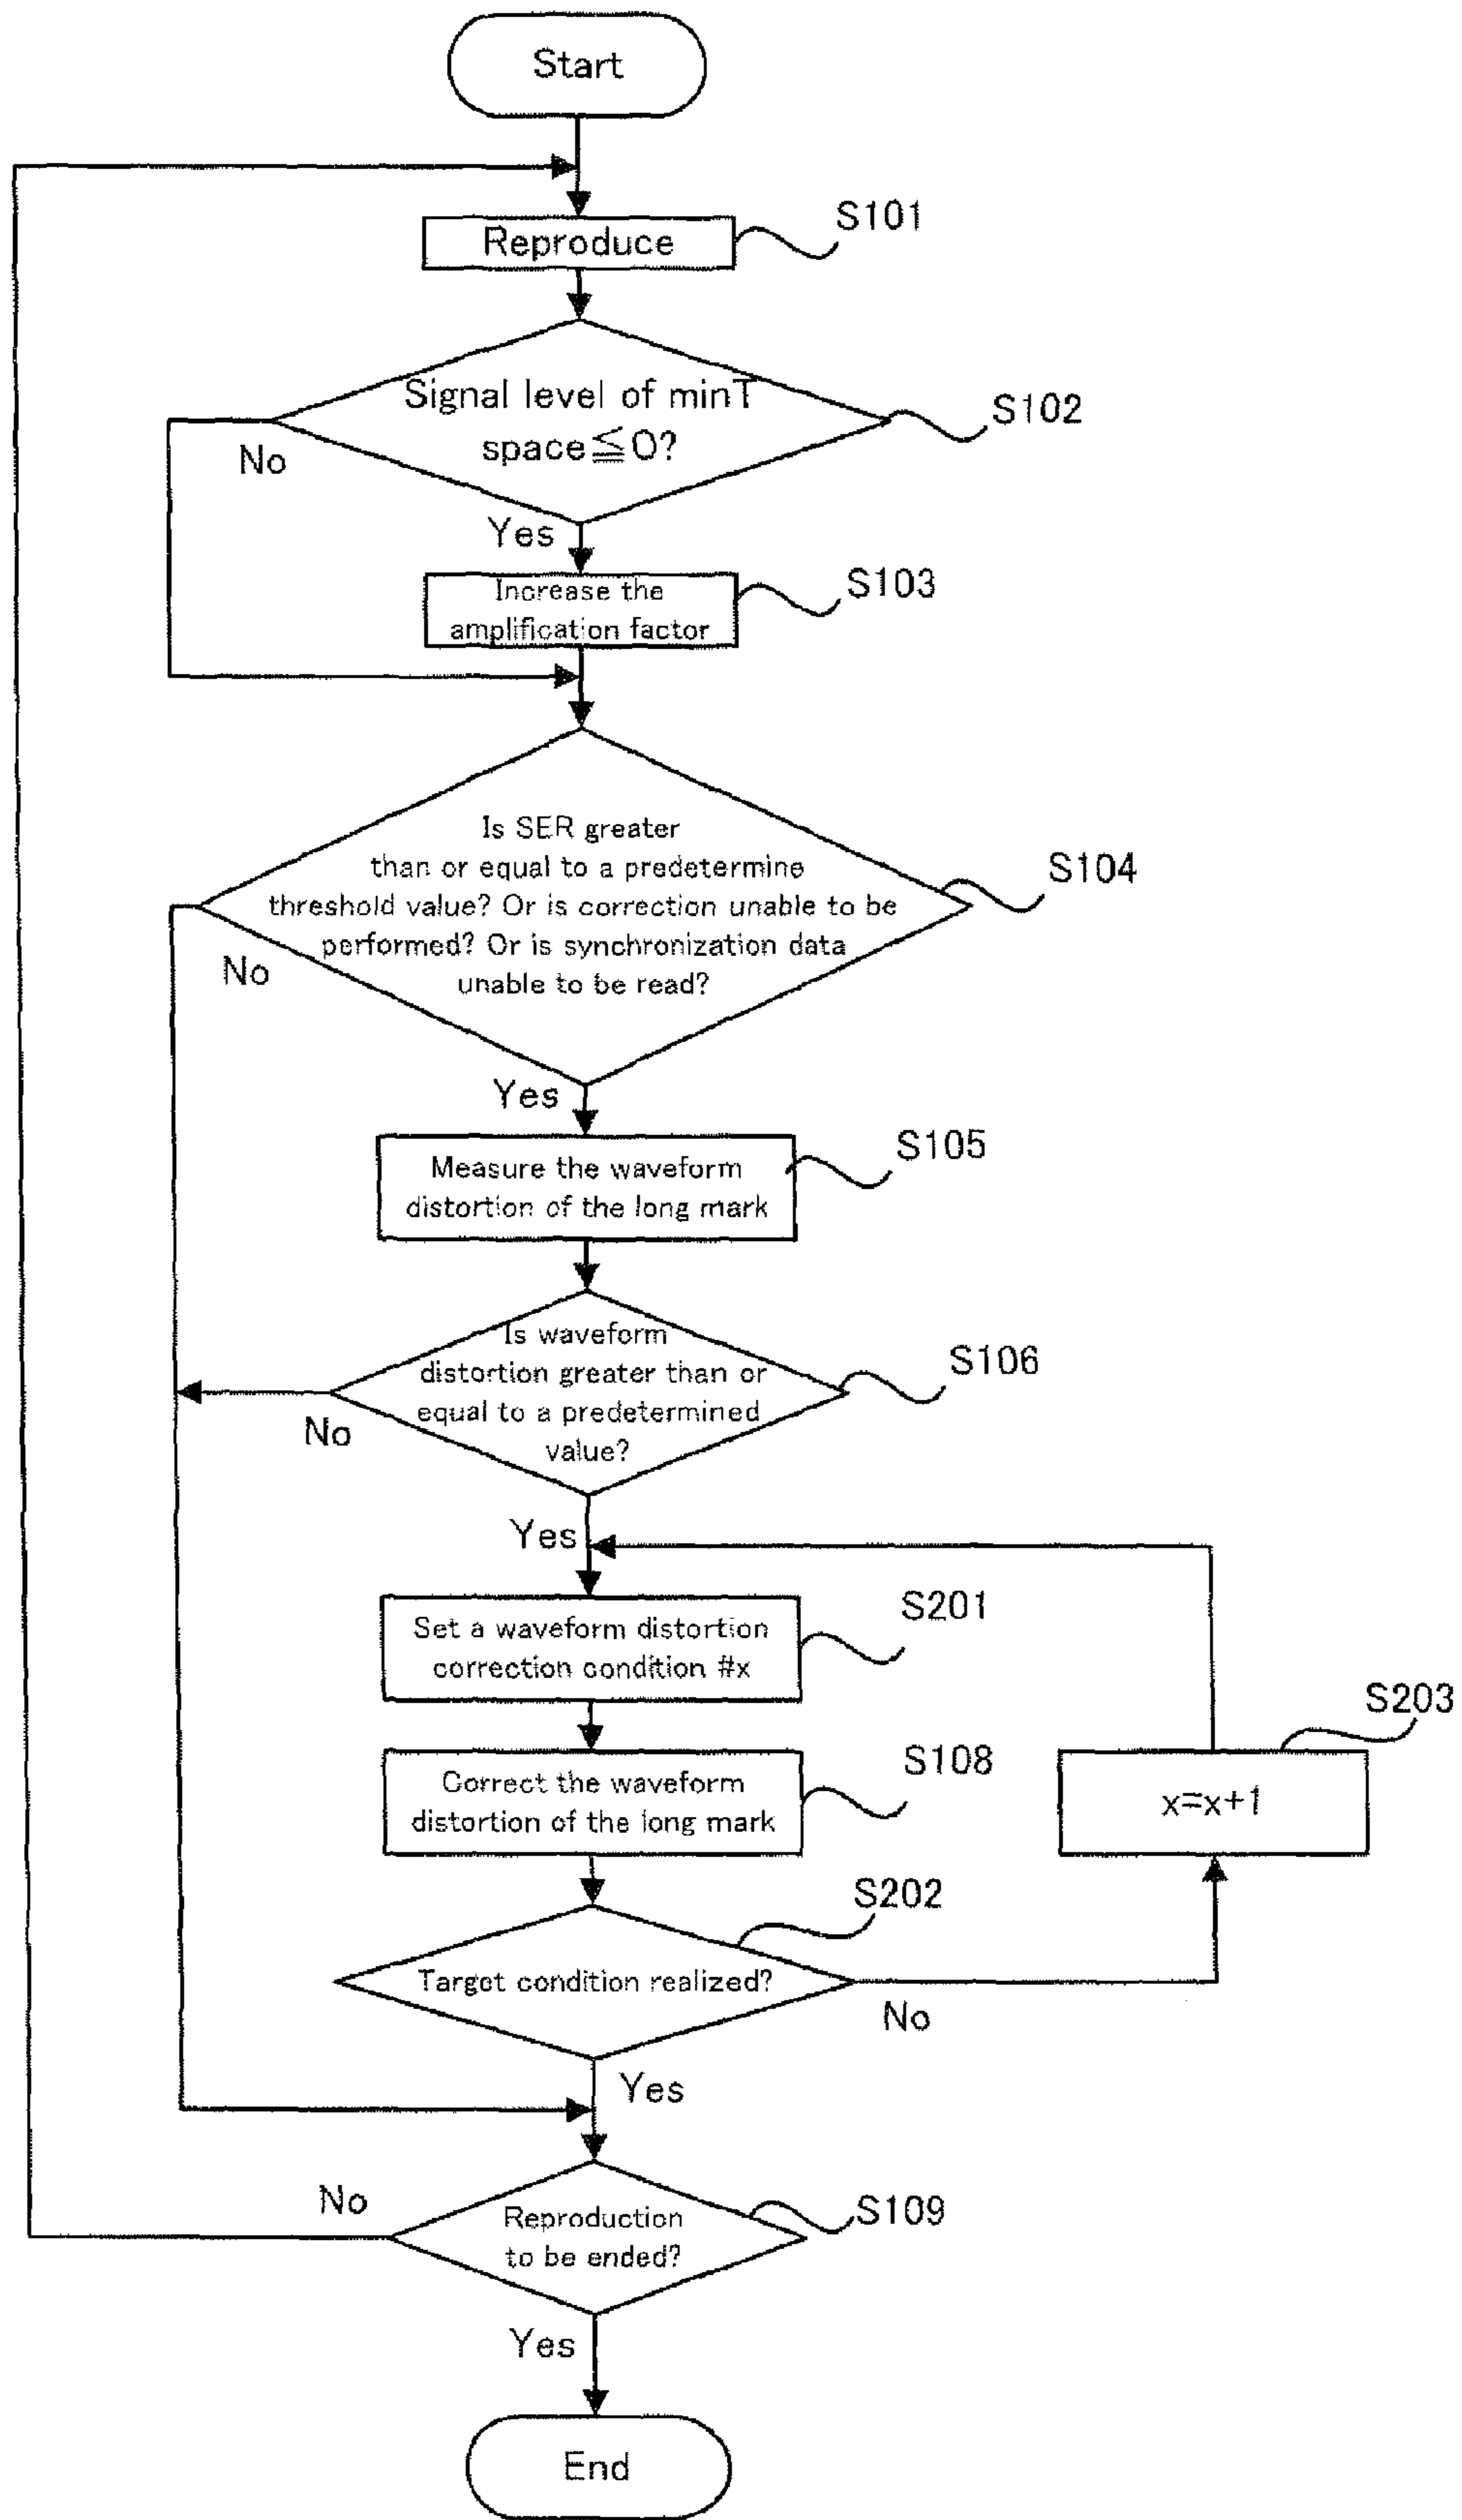 Start
Reproduce
S101
Signal level of minT
space≦0?
S102
No
Yes
Increase the
amplification factor
S103
Is SER greater
than or equal to a predetermine
threshold value? Or is correction unable to be
performed? Or is synchronization data
unable to be read?
S104
No
Yes
Measure the waveform
distortion of the long mark
S105
Is waveform
distortion greater than or
equal to a predetermined
value?
S106
No
Yes
Set a waveform distortion
correction condition #x
S201
Correct the waveform
distortion of the long mark
S108
x=x+1
S203
Target condition realized?
S202
No
Yes
Reproduction
to be ended?
S109
No
Yes
End